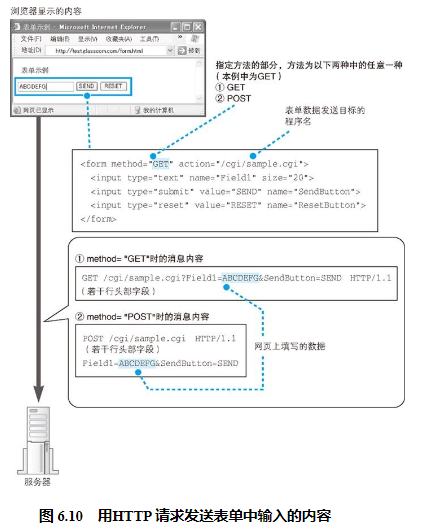 浏览器显示的内容
表单示例 - Microsoft Internet Explorer
文件(F) 编辑(E) 显示(V) 收藏夹(A) 工具(T) »
地址(D) http://test.glasscom.com/form.html 转到
表单示例
ABCDEFG SEND RESET
网页已显示 我的计算机
指定方法的部分，方法为以下两种中的任意一种
（本例中为GET）
① GET
② POST
表单数据发送目标的
程序名
<form method="GET" action="/cgi/sample.cgi">
<input type="text" name="Field1" size="20">
<input type="submit" value="SEND" name="SendButton">
<input type="reset" value="RESET" name="ResetButton">
</form>
① method= "GET"时的消息内容
GET /cgi/sample.cgi?Field1=ABCDEFG&SendButton=SEND HTTP/1.1
（若干行头部字段）
② method= "POST"时的消息内容
POST /cgi/sample.cgi HTTP/1.1
（若干行头部字段）
Field1=ABCDEFG&SendButton=SEND
网页上填写的数据
服务器
图 6.10 用HTTP 请求发送表单中输入的内容